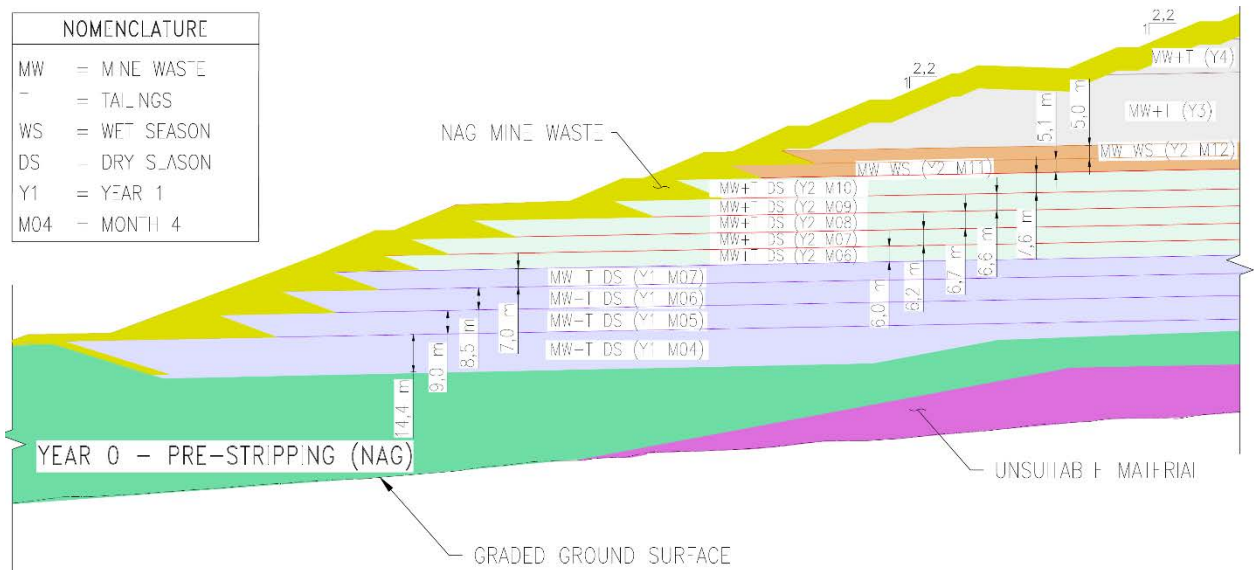 NOMENCLATURE
MW = MINE WASTE
T = TAILINGS
WS = WET SEASON
DS = DRY SEASON
Y1 = YEAR 1
M04 = MONTH 4
2,2
1
MW+T (Y4)
2,2
1
MW+T (Y3)
5,1 m
5,0 m
NAG MINE WASTE
MW WS (Y2 M12)
MW WS (Y2 M11)
MW+T DS (Y2 M10)
MW+T DS (Y2 M09)
MW+T DS (Y2 M08)
MW+T DS (Y2 M07)
MW+T DS (Y2 M06)
7,6 m
6,6 m
6,7 m
6,2 m
6,0 m
MW+T DS (Y1 M07)
MW+T DS (Y1 M06)
MW+T DS (Y1 M05)
MW+T DS (Y1 M04)
7,0 m
8,5 m
9,0 m
14,4 m
YEAR 0 - PRE-STRIPPING (NAG)
UNSUITABLE MATERIAL
GRADED GROUND SURFACE